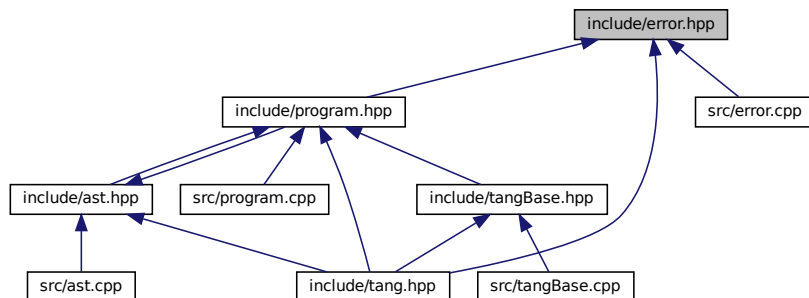 include/error.hpp
include/program.hpp
src/error.cpp
include/ast.hpp
src/program.cpp
include/tangBase.hpp
src/ast.cpp
include/tang.hpp
src/tangBase.cpp